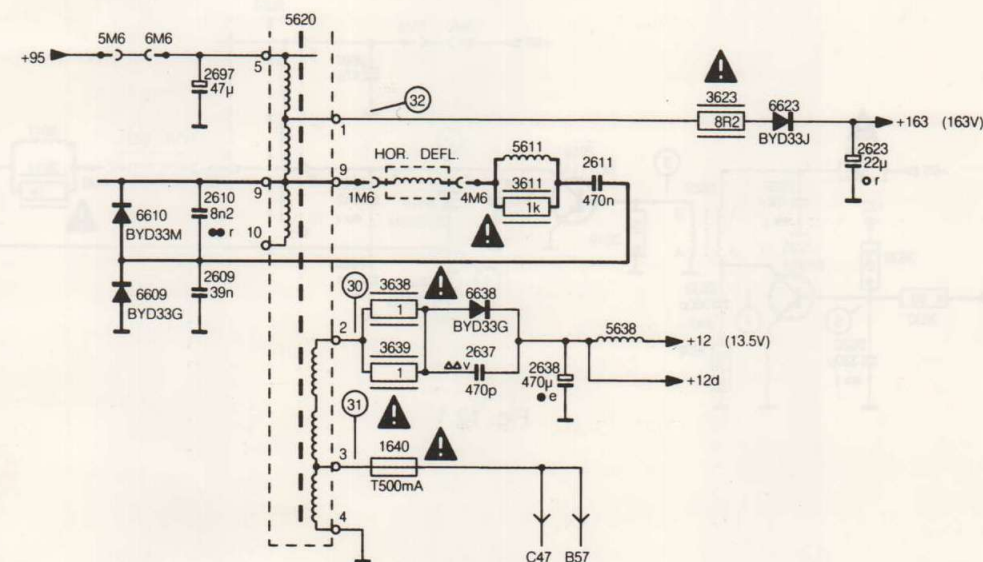 5620
5M6 6M6
+95
5
2697
47µ
32
1
3623
8R2
6623
BYD33J
+163 (163V)
2623
22µ
r
HOR. DEFL.
9
9
1M6
4M6
5611
3611
1k
2611
470n
6610
BYD33M
2610
8n2
r
10
6609
BYD33G
2609
39n
30
2
3638
1
6638
BYD33G
3639
1
2637
v
470p
5638
+12 (13.5V)
2638
470µ
e
+12d
31
3
1640
T500mA
4
C47 B57